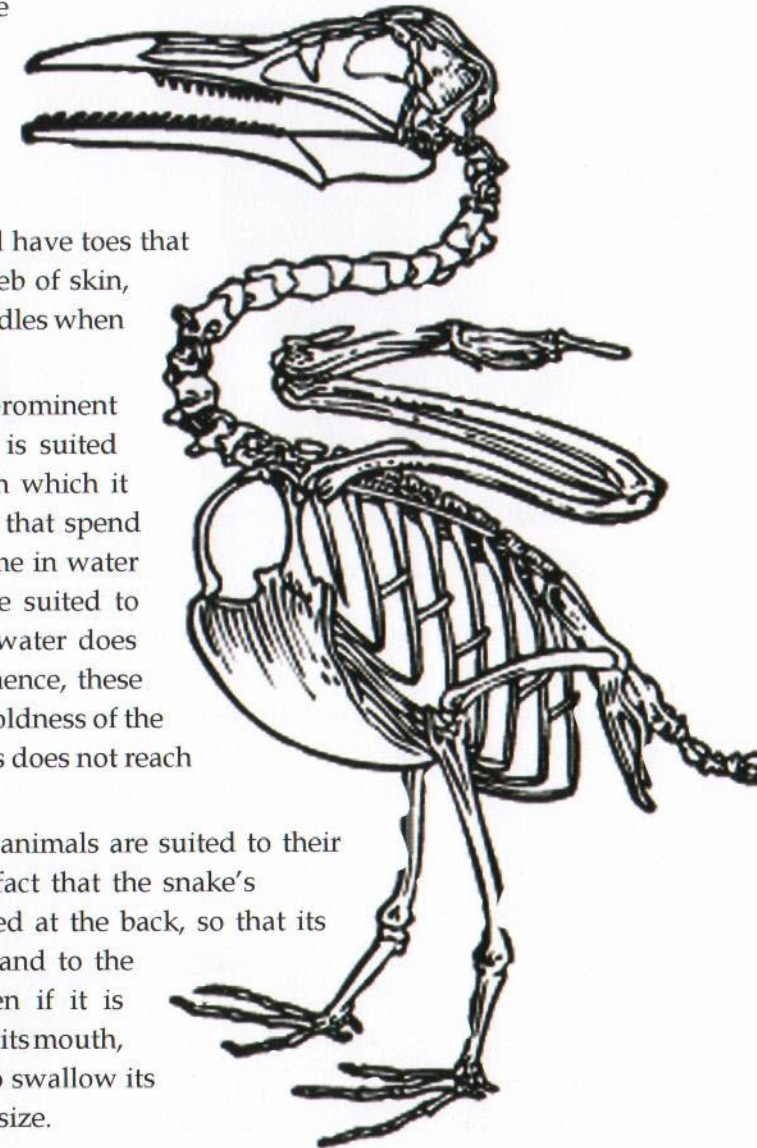 e
l have toes that
eb of skin,
dles when
rominent
is suited
n which it
that spend
ne in water
e suited to
water does
hence, these
oldness of the
s does not reach
animals are suited to their
fact that the snake's
ed at the back, so that its
and to the
en if it is
its mouth,
o swallow its
size.